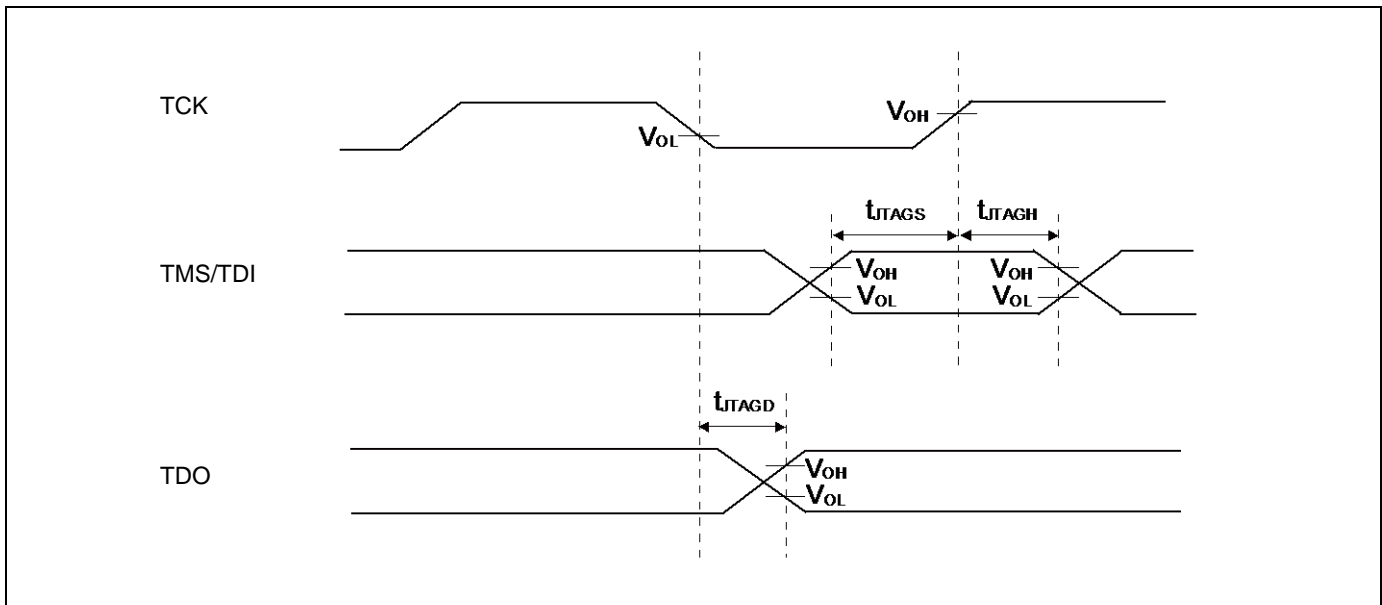 TCK
VOL
VOH
tJTAGS
tJTAGH
TMS/TDI
VOH
VOL
VOH
VOL
tJTAGD
TDO
VOH
VOL